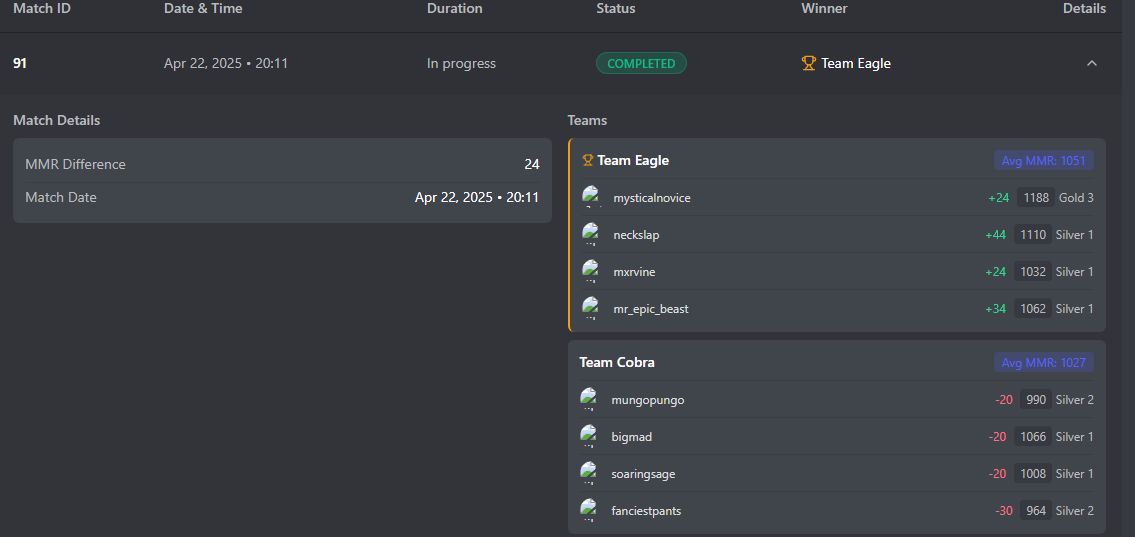 Match ID Date & Time Duration Status Winner Details
91 Apr 22, 2025 • 20:11 In progress COMPLETED Team Eagle
Match Details
MMR Difference 24
Match Date Apr 22, 2025 • 20:11
Teams
Team Eagle Avg MMR: 1051
mysticalnovice +24 1188 Gold 3
neckslap +44 1110 Silver 1
mxrvine +24 1032 Silver 1
mr_epic_beast +34 1062 Silver 1
Team Cobra Avg MMR: 1027
mungopungo -20 990 Silver 2
bigmad -20 1066 Silver 1
soaringsage -20 1008 Silver 1
fanciestpants -30 964 Silver 2